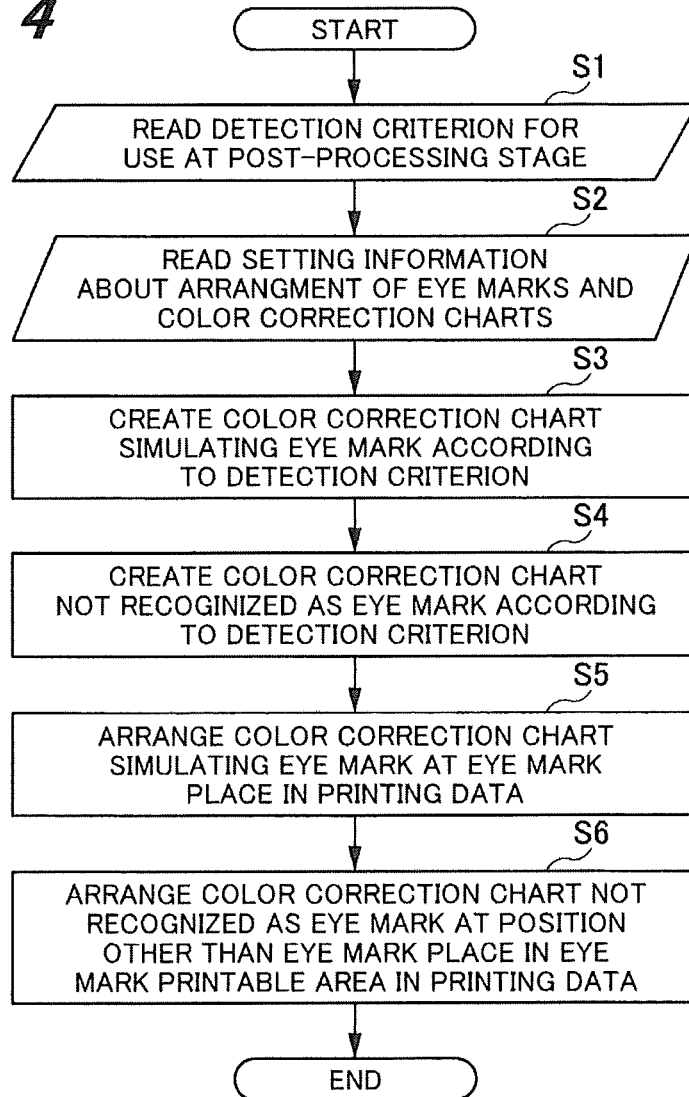 4
START
S1
READ DETECTION CRITERION FOR
USE AT POST-PROCESSING STAGE
S2
READ SETTING INFORMATION
ABOUT ARRANGMENT OF EYE MARKS AND
COLOR CORRECTION CHARTS
S3
CREATE COLOR CORRECTION CHART
SIMULATING EYE MARK ACCORDING
TO DETECTION CRITERION
S4
CREATE COLOR CORRECTION CHART
NOT RECOGINIZED AS EYE MARK ACCORDING
TO DETECTION CRITERION
S5
ARRANGE COLOR CORRECTION CHART
SIMULATING EYE MARK AT EYE MARK
PLACE IN PRINTING DATA
S6
ARRANGE COLOR CORRECTION CHART NOT
RECOGNIZED AS EYE MARK AT POSITION
OTHER THAN EYE MARK PLACE IN EYE
MARK PRINTABLE AREA IN PRINTING DATA
END